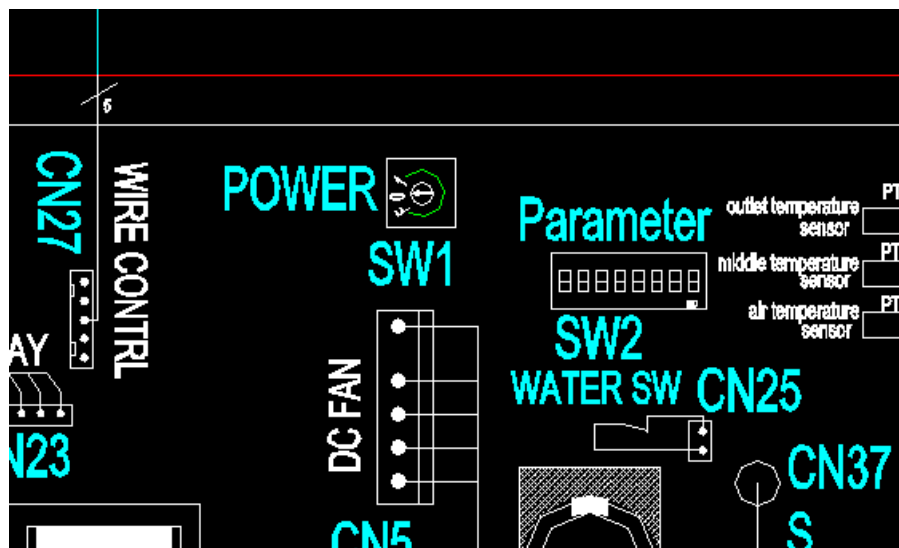 5
CN27
WIRE CONTRL
POWER
SW1
Parameter
SW2
outlet temperature
sensor
PT
middle temperature
sensor
PT
air temperature
sensor
PT
AY
N23
DC FAN
CN5
WATER SW
CN25
CN37
S